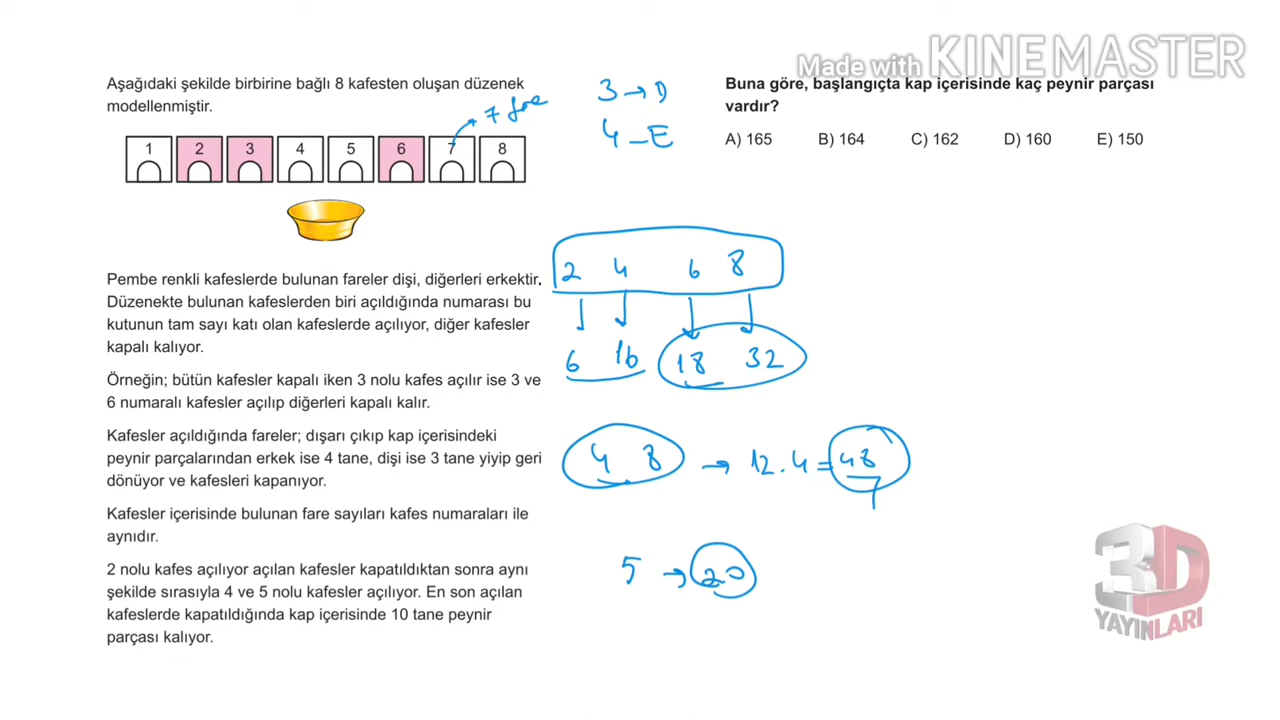 Made with KINEMASTER
Aşağıdaki şekilde birbirine bağlı 8 kafesten oluşan düzenek
modellenmiştir.
7 fare
1 2 3 4 5 6 7 8
Pembe renkli kafeslerde bulunan fareler dişi, diğerleri erkektir.
Düzenekte bulunan kafeslerden biri açıldığında numarası bu
kutunun tam sayı katı olan kafeslerde açılıyor, diğer kafesler
kapalı kalıyor.
Örneğin; bütün kafesler kapalı iken 3 nolu kafes açılır ise 3 ve
6 numaralı kafesler açılıp diğerleri kapalı kalır.
Kafesler açıldığında fareler; dışarı çıkıp kap içerisindeki
peynir parçalarından erkek ise 4 tane, dişi ise 3 tane yiyip geri
dönüyor ve kafesleri kapanıyor.
Kafesler içerisinde bulunan fare sayıları kafes numaraları ile
aynıdır.
2 nolu kafes açılıyor açılan kafesler kapatıldıktan sonra aynı
şekilde sırasıyla 4 ve 5 nolu kafesler açılıyor. En son açılan
kafeslerde kapatıldığında kap içerisinde 10 tane peynir
parçası kalıyor.
3 → D
4 – E
2 4 6 8
6 16 18 32
4 8 → 12.4=48
5 → 20
Buna göre, başlangıçta kap içerisinde kaç peynir parçası
vardır?
A) 165 B) 164 C) 162 D) 160 E) 150
3D
YAYINLARI